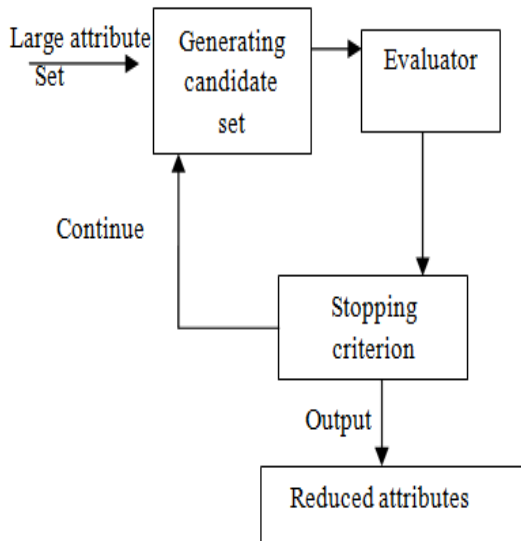 Large attribute
Set
Generating
candidate
set
Evaluator
Continue
Stopping
criterion
Output
Reduced attributes